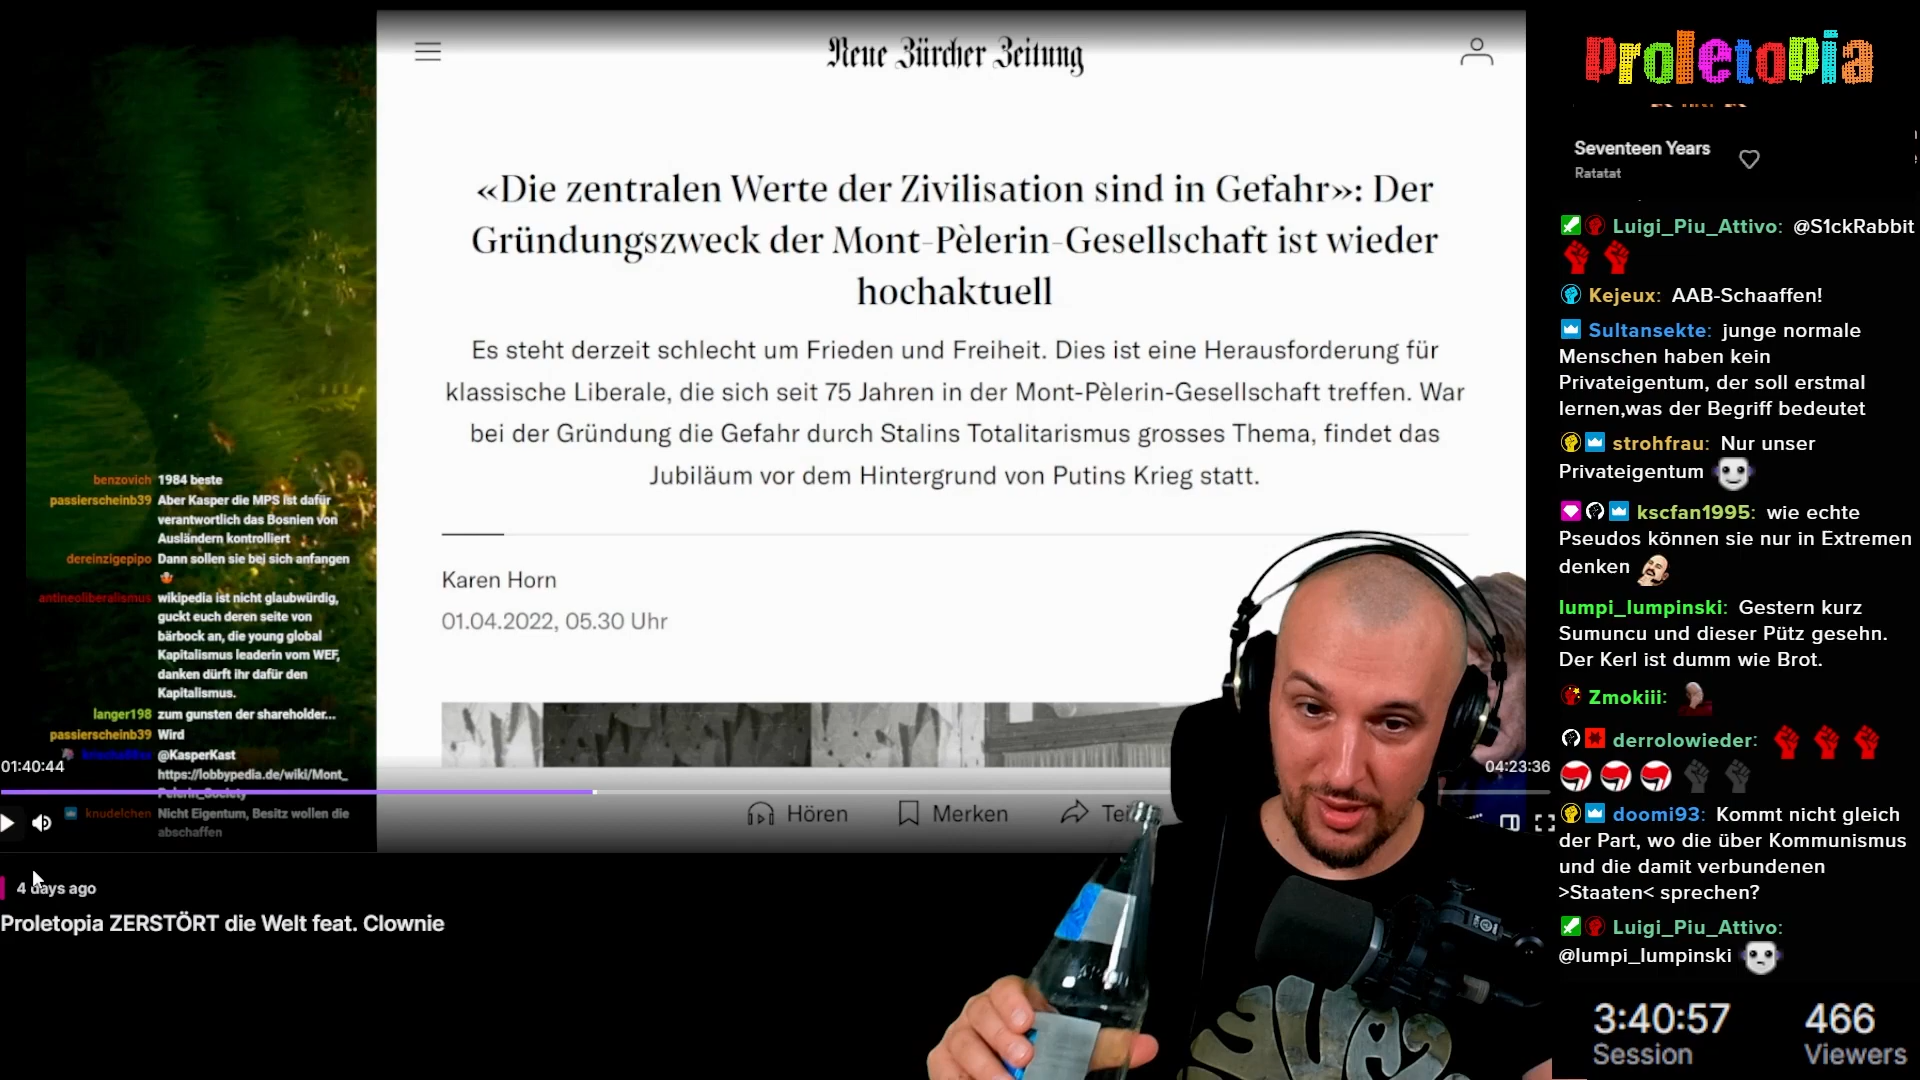 Neue Zürcher Zeitung
«Die zentralen Werte der Zivilisation sind in Gefahr»: Der
Gründungszweck der Mont-Pèlerin-Gesellschaft ist wieder
hochaktuell
Es steht derzeit schlecht um Frieden und Freiheit. Dies ist eine Herausforderung für
klassische Liberale, die sich seit 75 Jahren in der Mont-Pèlerin-Gesellschaft treffen. War
bei der Gründung die Gefahr durch Stalins Totalitarismus grosses Thema, findet das
Jubiläum vor dem Hintergrund von Putins Krieg statt.
Karen Horn
01.04.2022, 05.30 Uhr
Hören Merken
benzovich 1984 beste
passierscheinb39 Aber Kasper die MPS ist dafür
verantwortlich das Bosnien von
Ausländern kontrolliert
dereinzigepipo Dann sollen sie bei sich anfangen
antineoliberalismus wikipedia ist nicht glaubwürdig,
guckt euch deren seite von
bärbock an, die young global
Kapitalismus leaderin vom WEF,
danken dürft ihr dafür den
Kapitalismus.
langer198 zum gunsten der shareholder...
passierscheinb39 Wird
@KasperKast
https://lobbypedia.de/wiki/Mont_
Pelerin_Society
knudelchen Nicht Eigentum, Besitz wollen die
abschaffen
01:40:44
04:23:36
4 days ago
Proletopia ZERSTÖRT die Welt feat. Clownie
Proletopia
Seventeen Years
Ratatat
Luigi_Piu_Attivo: @S1ckRabbit
Kejeux: AAB-Schaaffen!
Sultansekte: junge normale
Menschen haben kein
Privateigentum, der soll erstmal
lernen,was der Begriff bedeutet
strohfrau: Nur unser
Privateigentum
kscfan1995: wie echte
Pseudos können sie nur in Extremen
denken
lumpi_lumpinski: Gestern kurz
Sumuncu und dieser Pütz gesehn.
Der Kerl ist dumm wie Brot.
Zmokiii:
derrolowieder:
doomi93: Kommt nicht gleich
der Part, wo die über Kommunismus
und die damit verbundenen
>Staaten< sprechen?
Luigi_Piu_Attivo:
@lumpi_lumpinski
3:40:57 466
Session Viewers